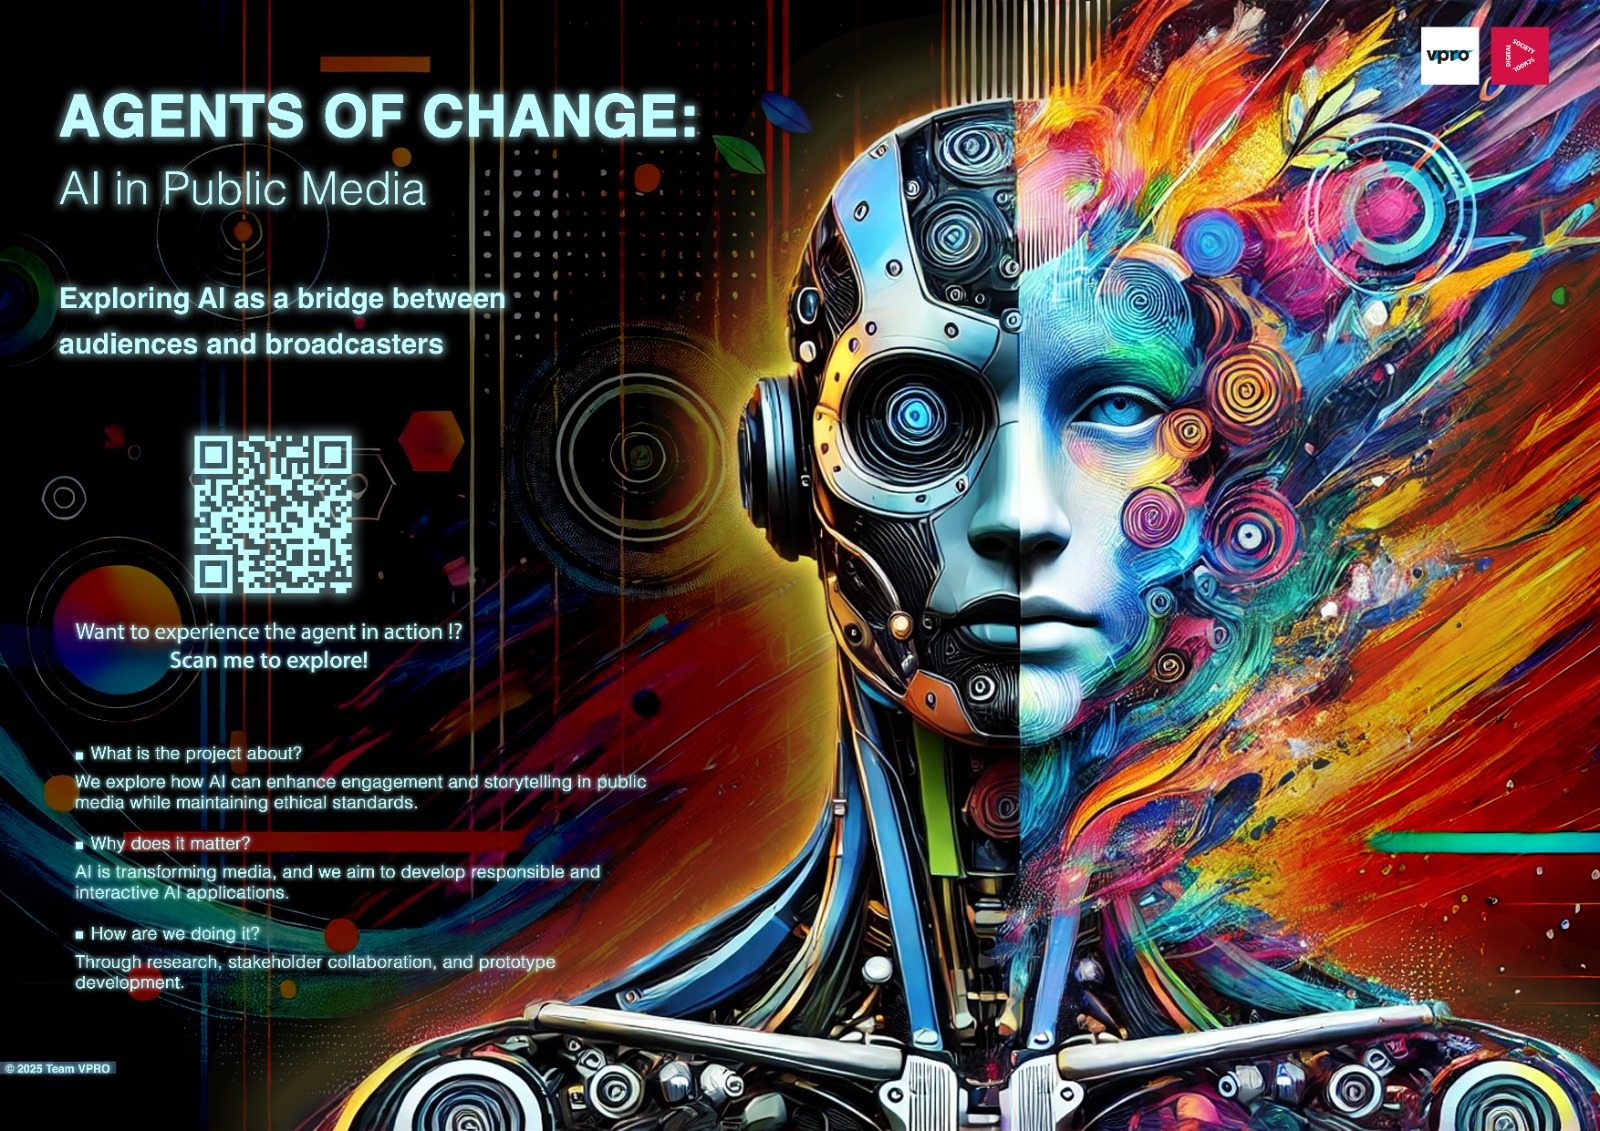 vpro
DIGITAL
SOCIETY
SCHOOL
AGENTS OF CHANGE:
AI in Public Media
Exploring AI as a bridge between
audiences and broadcasters
Want to experience the agent in action !?
Scan me to explore!
What is the project about?
We explore how AI can enhance engagement and storytelling in public
media while maintaining ethical standards.
Why does it matter?
AI is transforming media, and we aim to develop responsible and
interactive AI applications.
How are we doing it?
Through research, stakeholder collaboration, and prototype
development.
© 2025 Team VPRO